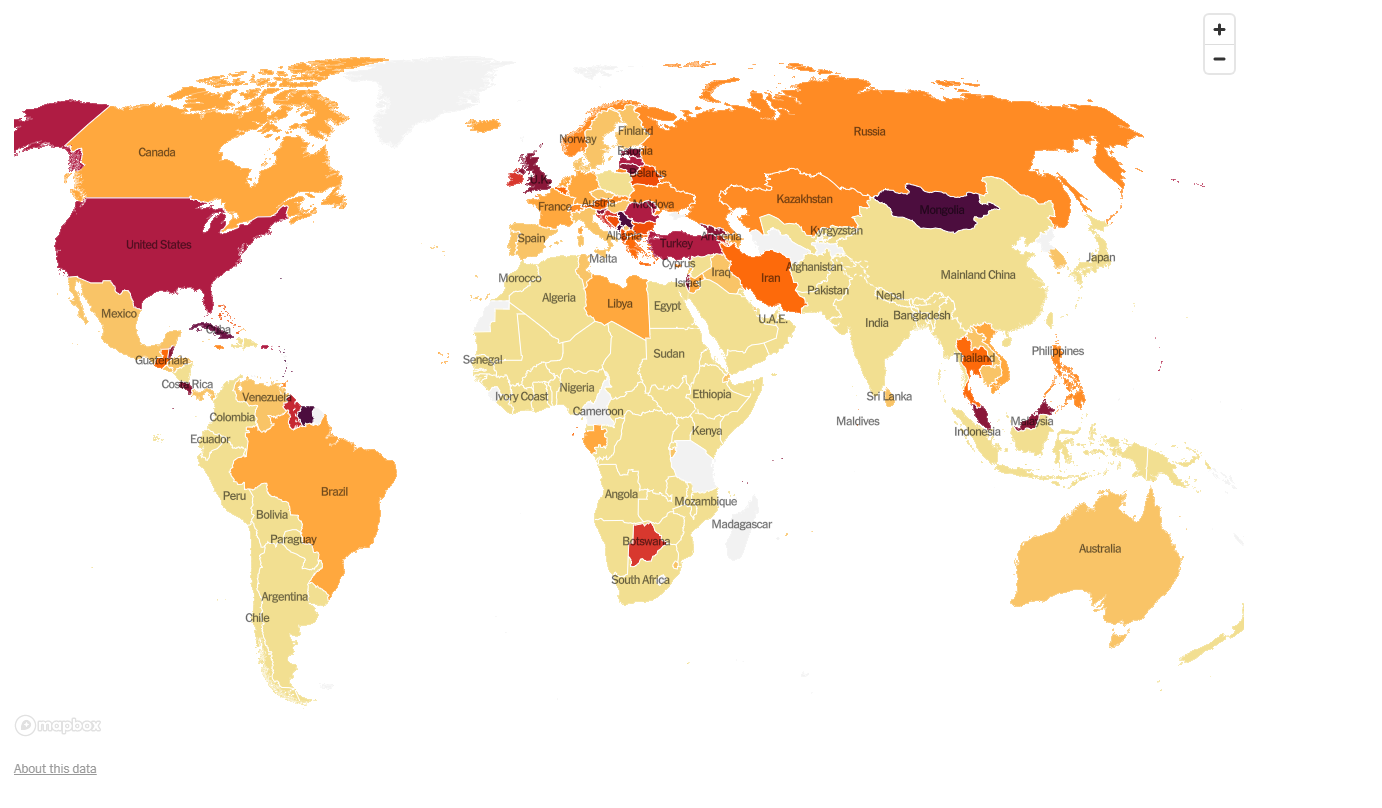 Norway
Finland
Russia
Canada
Estonia
Belarus
U.K.
France
Austria
Moldova
Kazakhstan
Mongolia
United States
Spain
Albania
Turkey
Armenia
Kyrgyzstan
Malta
Cyprus
Japan
Morocco
Israel
Iraq
Iran
Afghanistan
Mainland China
Algeria
Libya
Egypt
Pakistan
Nepal
Mexico
Cuba
U.A.E.
India
Bangladesh
Guatemala
Senegal
Sudan
Thailand
Philippines
Costa Rica
Venezuela
Nigeria
Ivory Coast
Ethiopia
Sri Lanka
Colombia
Cameroon
Maldives
Malaysia
Ecuador
Kenya
Indonesia
Peru
Brazil
Angola
Mozambique
Bolivia
Madagascar
Paraguay
Botswana
Australia
South Africa
Argentina
Chile
mapbox
About this data